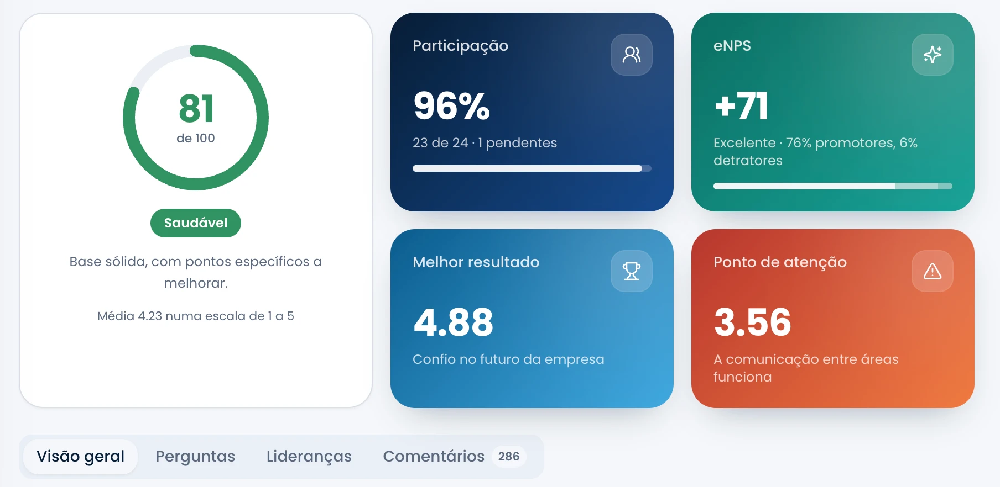 81
de 100
Saudável
Base sólida, com pontos específicos a
melhorar.
Média 4.23 numa escala de 1 a 5
Participação
96%
23 de 24 · 1 pendentes
eNPS
+71
Excelente · 76% promotores, 6%
detratores
Melhor resultado
4.88
Confio no futuro da empresa
Ponto de atenção
3.56
A comunicação entre áreas
funciona
Visão geral
Perguntas
Lideranças
Comentários 286